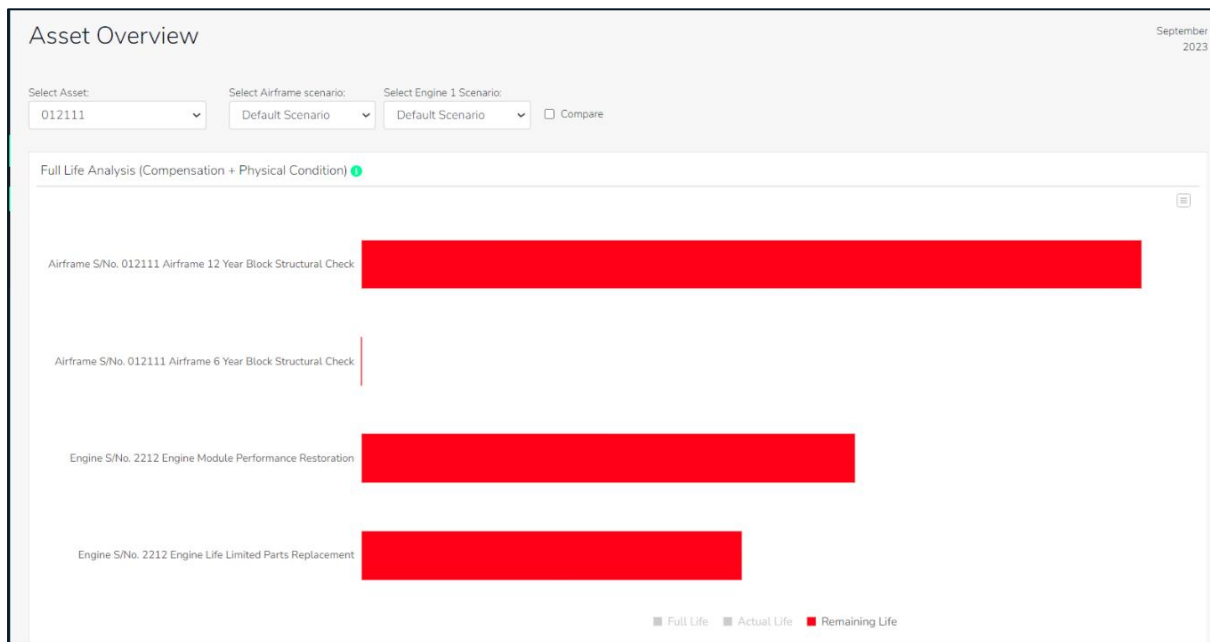 Asset Overview
September
2023
Select Asset:
Select Airframe scenario:
Select Engine 1 Scenario:
012111
Default Scenario
Default Scenario
Compare
Full Life Analysis (Compensation + Physical Condition)
Airframe S/No. 012111 Airframe 12 Year Block Structural Check
Airframe S/No. 012111 Airframe 6 Year Block Structural Check
Engine S/No. 2212 Engine Module Performance Restoration
Engine S/No. 2212 Engine Life Limited Parts Replacement
Full Life
Actual Life
Remaining Life